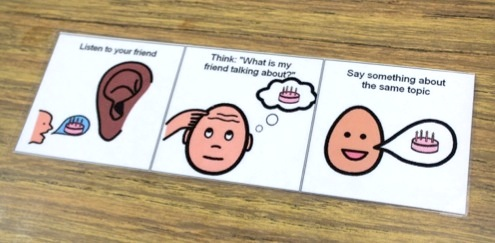 Listen to your friend
Think: "What is my
friend talking about?"
Say something about
the same topic